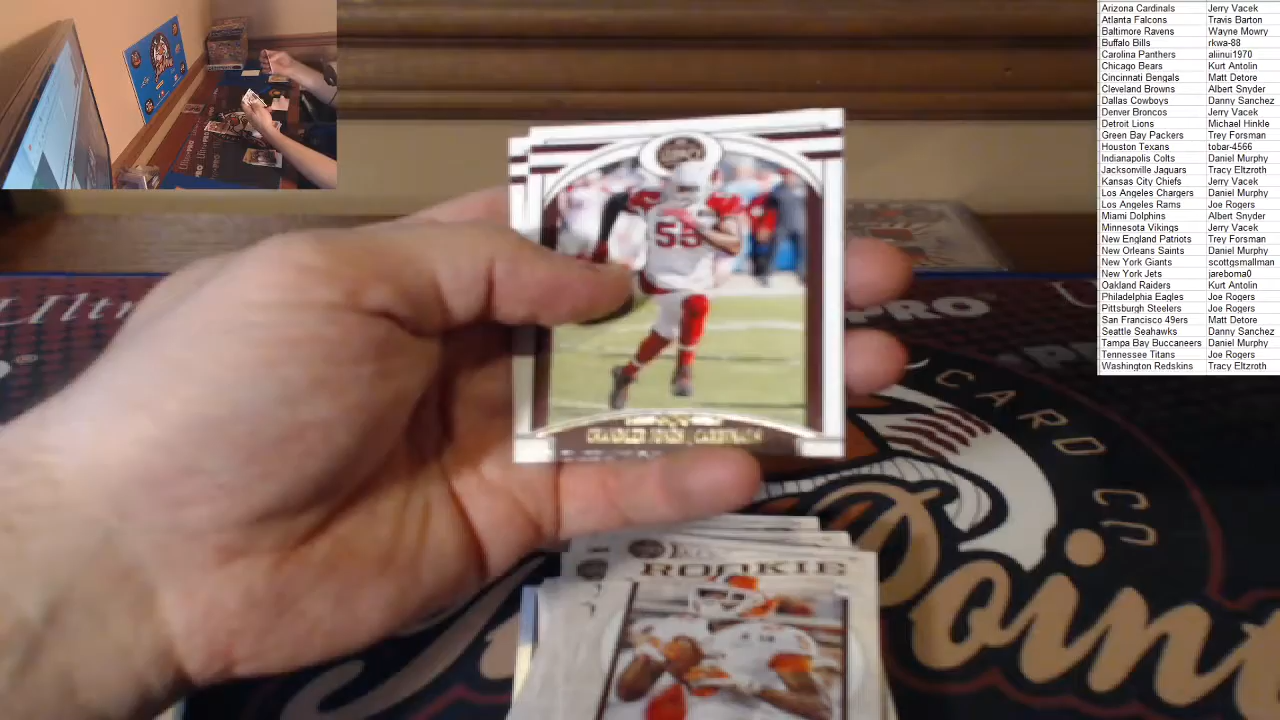 Arizona Cardinals Jerry Vacek
Atlanta Falcons Travis Barton
Baltimore Ravens Wayne Mowry
Buffalo Bills rkwa-88
Carolina Panthers aliinui1970
Chicago Bears Kurt Antolin
Cincinnati Bengals Matt Detore
Cleveland Browns Albert Snyder
Dallas Cowboys Danny Sanchez
Denver Broncos Jerry Vacek
Detroit Lions Michael Hinkle
Green Bay Packers Trey Forsman
Houston Texans tobar-4566
Indianapolis Colts Daniel Murphy
Jacksonville Jaguars Tracy Eltzroth
Kansas City Chiefs Jerry Vacek
Los Angeles Chargers Daniel Murphy
Los Angeles Rams Joe Rogers
Miami Dolphins Albert Snyder
Minnesota Vikings Jerry Vacek
New England Patriots Trey Forsman
New Orleans Saints Daniel Murphy
New York Giants scottgsmallman
New York Jets jareboma0
Oakland Raiders Kurt Antolin
Philadelphia Eagles Joe Rogers
Pittsburgh Steelers Joe Rogers
San Francisco 49ers Matt Detore
Seattle Seahawks Danny Sanchez
Tampa Bay Buccaneers Daniel Murphy
Tennessee Titans Joe Rogers
Washington Redskins Tracy Eltzroth
55
CHANDLER JONES, CARDINALS
PRO
CARD CO
ROOKIE
Point